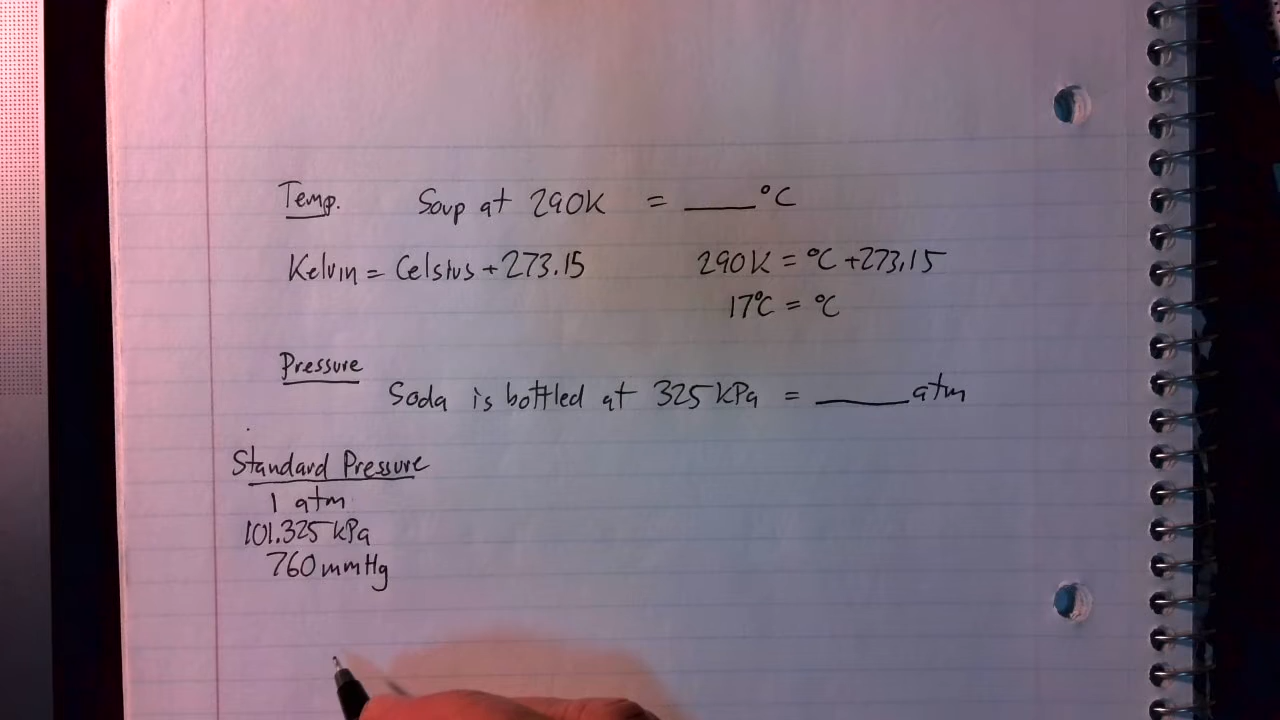 Temp. Soup at 290K = ____ °C
Kelvin = Celsius + 273.15 290K = °C + 273.15
17°C = °C
Pressure
Soda is bottled at 325 kPa = ____ atm
Standard Pressure
1 atm
101.325 kPa
760 mmHg